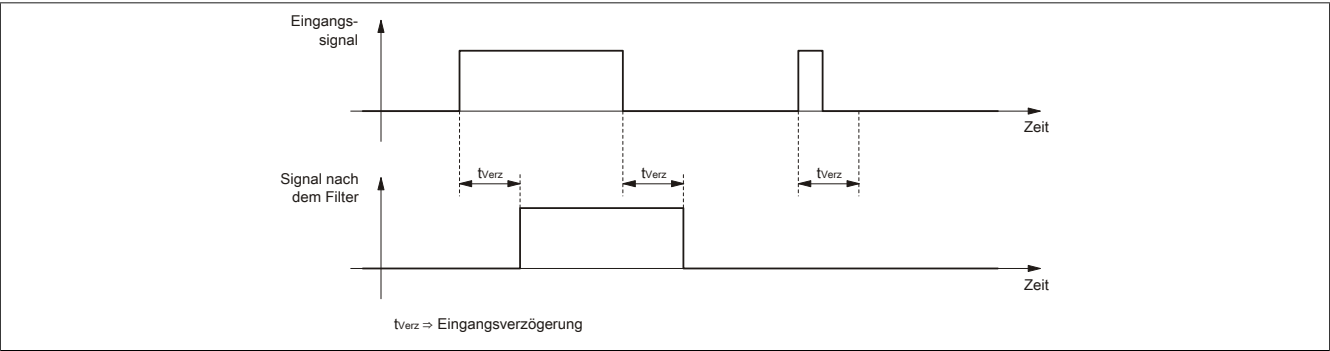 Eingangs-
signal
Zeit
tVerz
tVerz
tVerz
Signal nach
dem Filter
Zeit
tVerz ⇒ Eingangsverzögerung